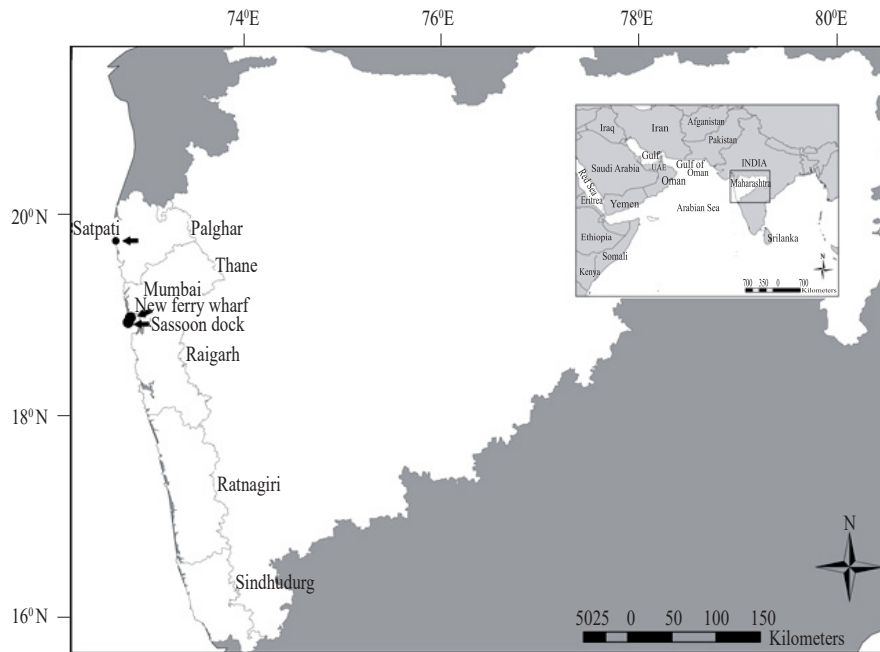 74⁰E 76⁰E 78⁰E 80⁰E
20⁰N
18⁰N
16⁰N
Satpati
Palghar
Thane
Mumbai
New ferry wharf
Sassoon dock
Raigarh
Ratnagiri
Sindhudurg
Iraq
Iran
Afganistan
Pakistan
Gulf
UAE
Gulf of
Oman
INDIA
Saudi Arabia
Oman
Maharashtra
Red Sea
Eritrea
Yemen
Arabian Sea
Ethiopia
Somali
Kenya
Srilanka
N
700 350 0 700
Kilometers
N
5025 0 50 100 150
Kilometers